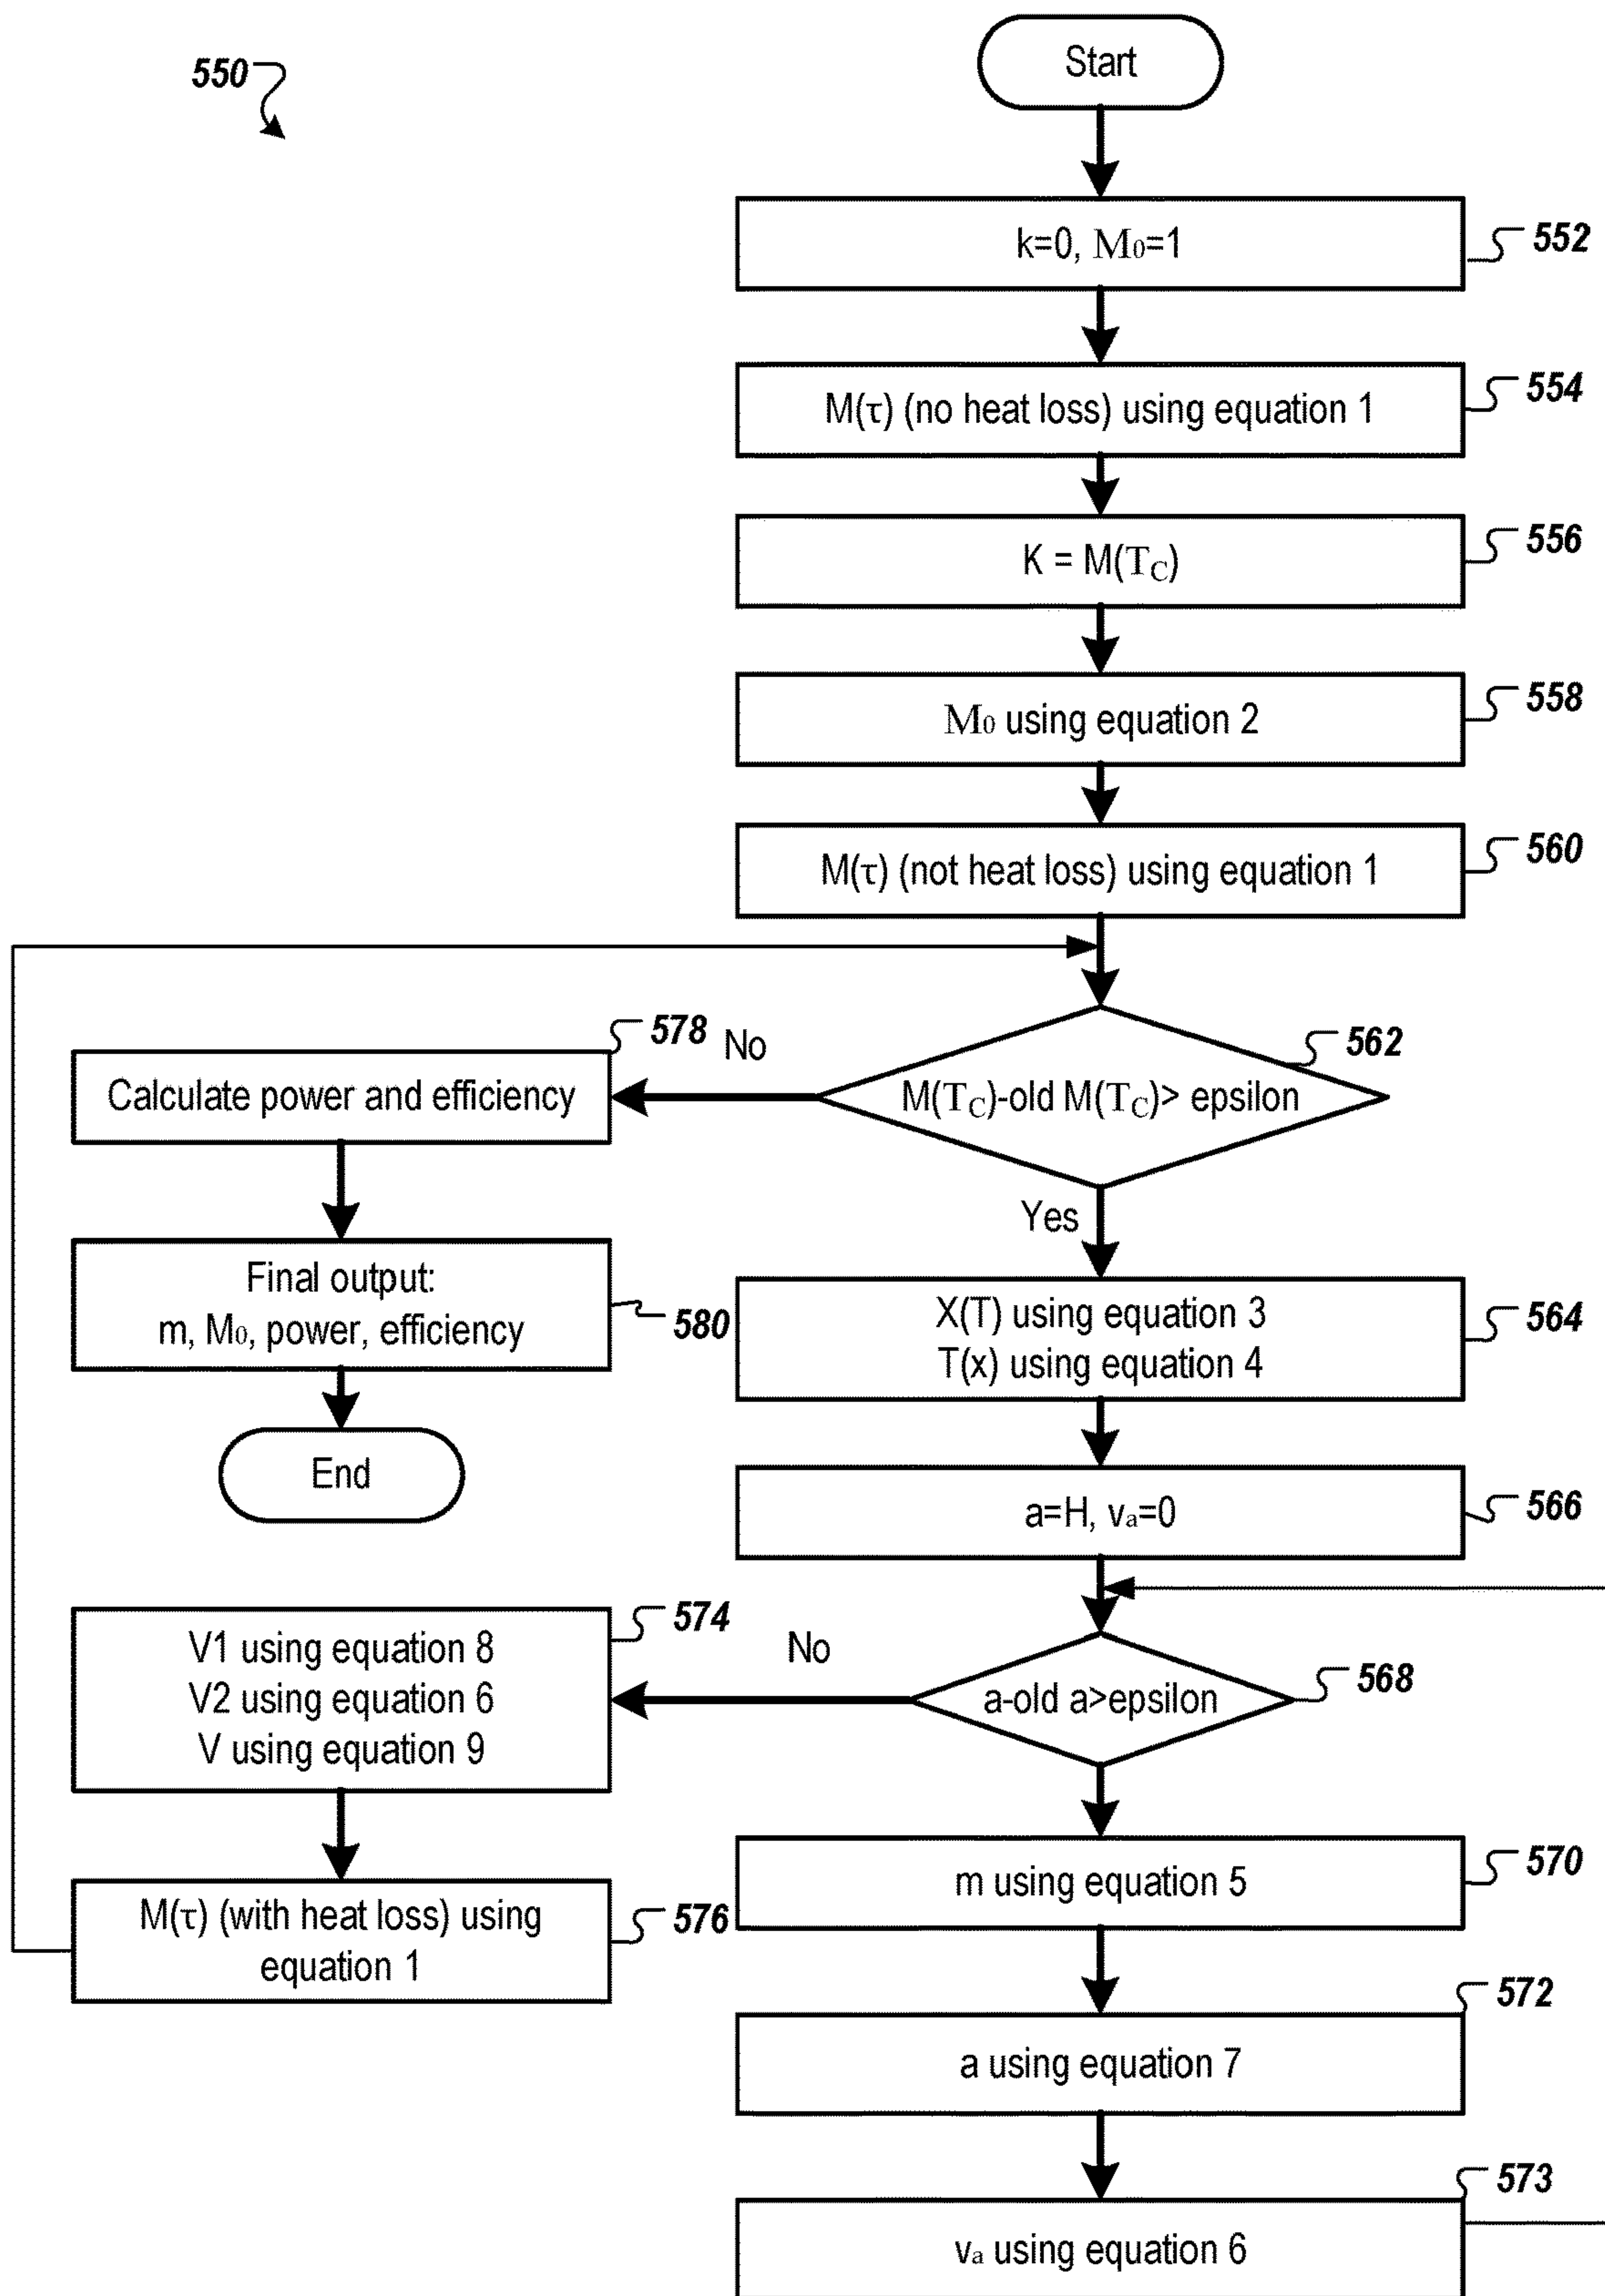 550
Start
k=0, M₀=1
552
M(τ) (no heat loss) using equation 1
554
K = M(T_C)
556
M₀ using equation 2
558
M(τ) (not heat loss) using equation 1
560
M(T_C)-old M(T_C)> epsilon
562
No
578
Calculate power and efficiency
Final output:
m, M₀, power, efficiency
580
End
Yes
X(T) using equation 3
T(x) using equation 4
564
a=H, vₐ=0
566
a-old a>epsilon
568
No
574
V1 using equation 8
V2 using equation 6
V using equation 9
M(τ) (with heat loss) using
equation 1
576
m using equation 5
570
a using equation 7
572
vₐ using equation 6
573